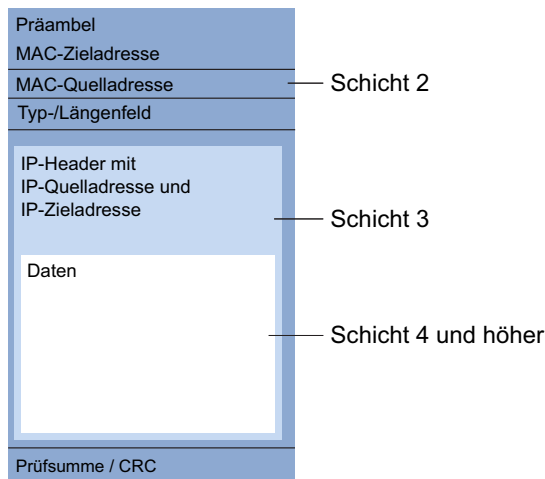 Präambel
MAC-Zieladresse
MAC-Quelladresse
Schicht 2
Typ-/Längenfeld
IP-Header mit
IP-Quelladresse und
IP-Zieladresse
Schicht 3
Daten
Schicht 4 und höher
Prüfsumme / CRC